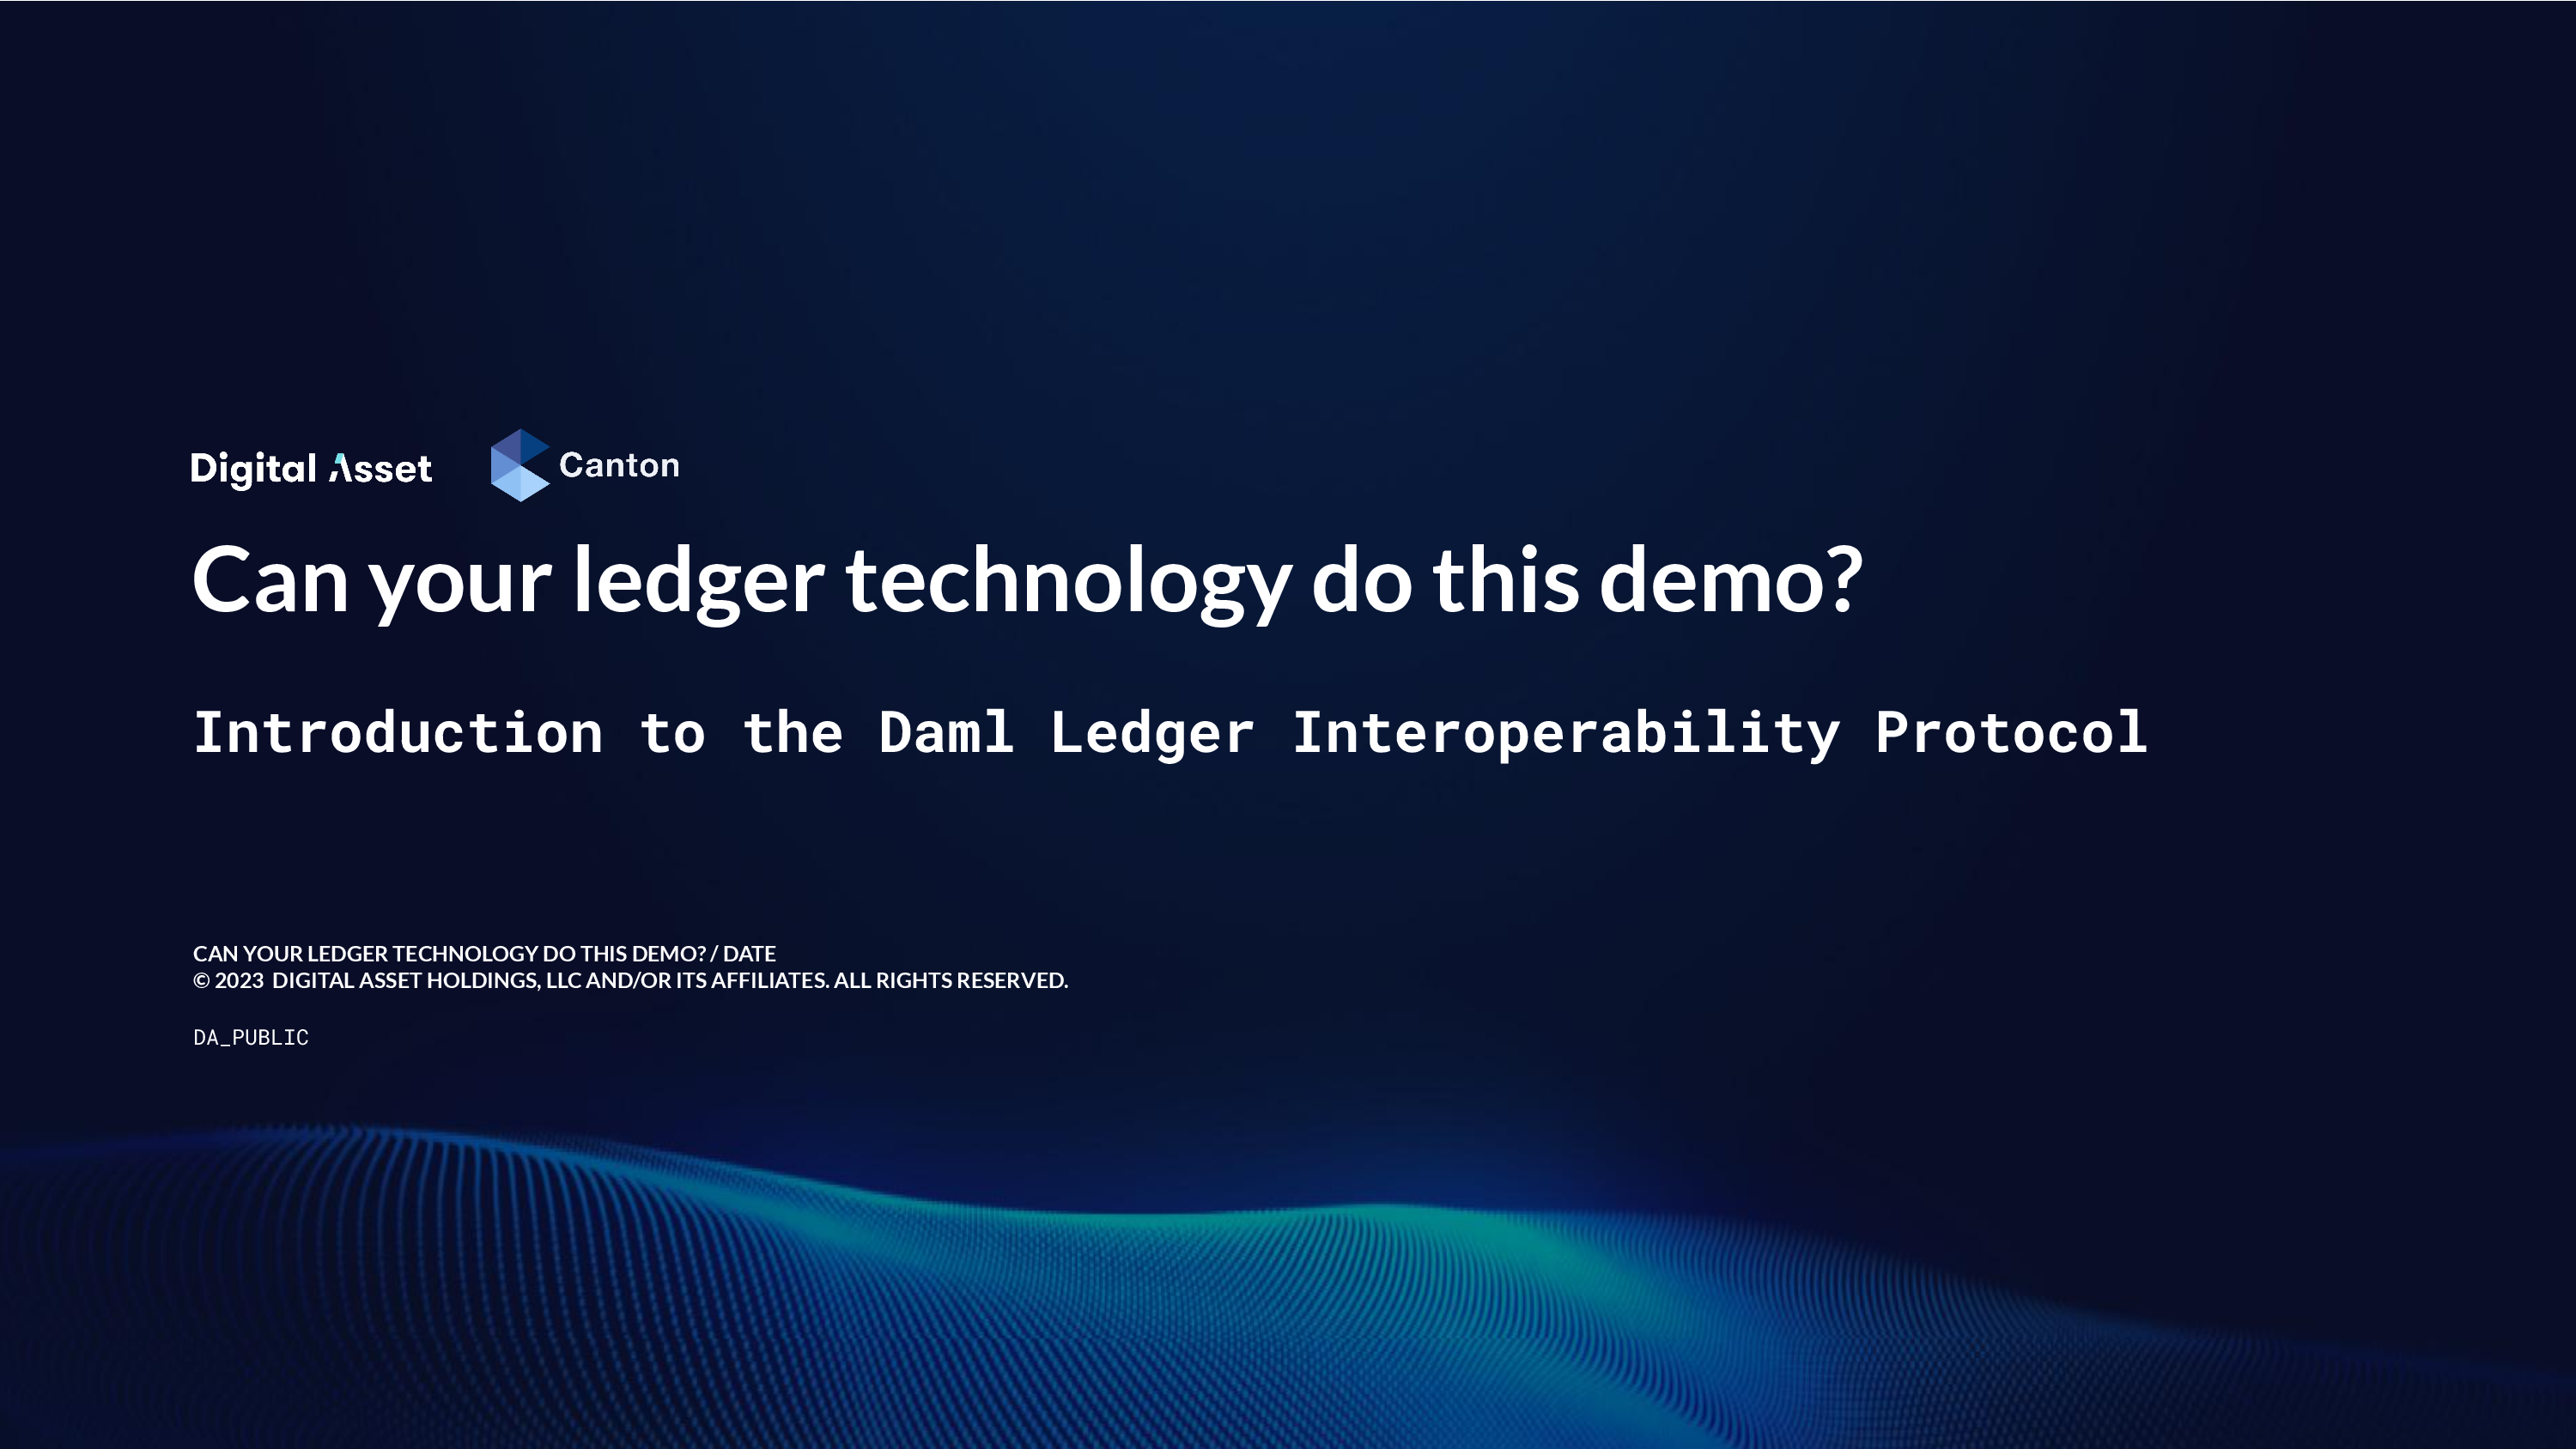 Digital Asset Canton
Can your ledger technology do this demo?
Introduction to the Daml Ledger Interoperability Protocol
CAN YOUR LEDGER TECHNOLOGY DO THIS DEMO? / DATE
© 2023 DIGITAL ASSET HOLDINGS, LLC AND/OR ITS AFFILIATES. ALL RIGHTS RESERVED.
DA_PUBLIC